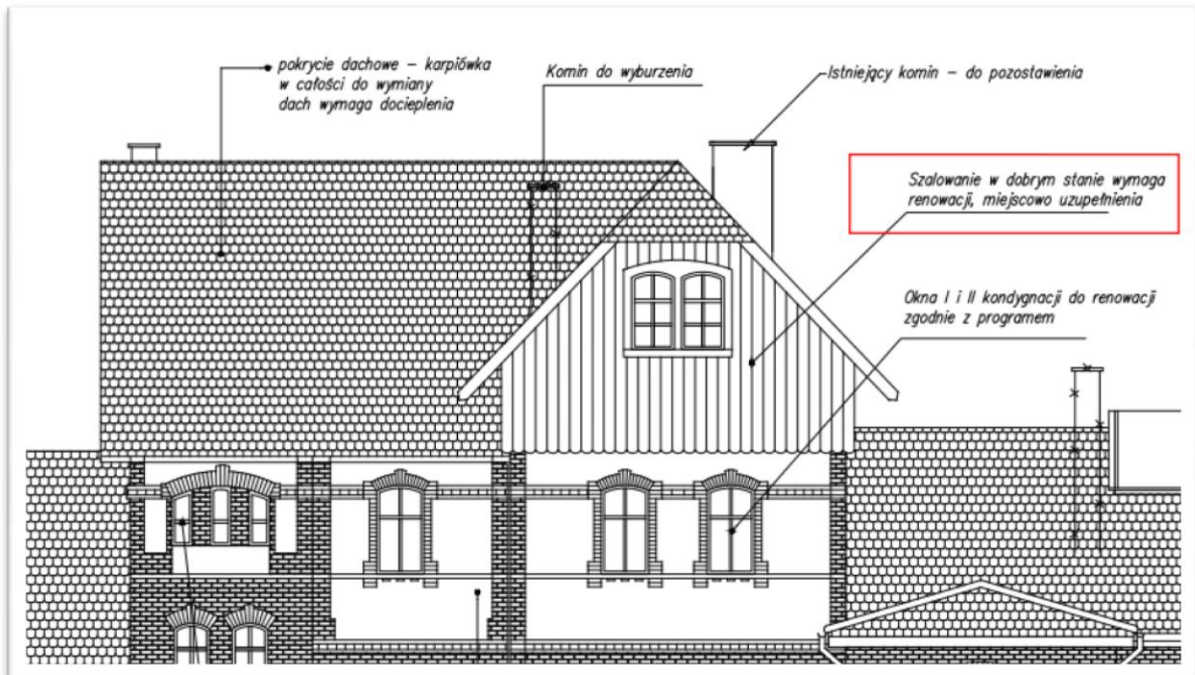 pokrycie dachowe – karpiówka
w całości do wymiany
dach wymaga docieplenia
Komin do wyburzenia
Istniejący komin – do pozostawienia
Szalowanie w dobrym stanie wymaga
renowacji, miejscowo uzupełnienia
Okna I i II kondygnacji do renowacji
zgodnie z programem